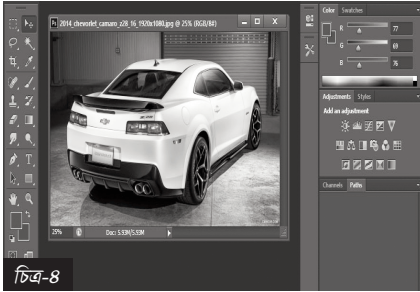 Color Swatches
2014_chevorlet_camaro_z28_16_1920x1080.jpg @ 25% (RGB/8#)
R 77
G 69
B 76
Adjustments Styles
Add an adjustment
Channels Paths
25% Doc: 5.93M/5.93M
চিত্র-8